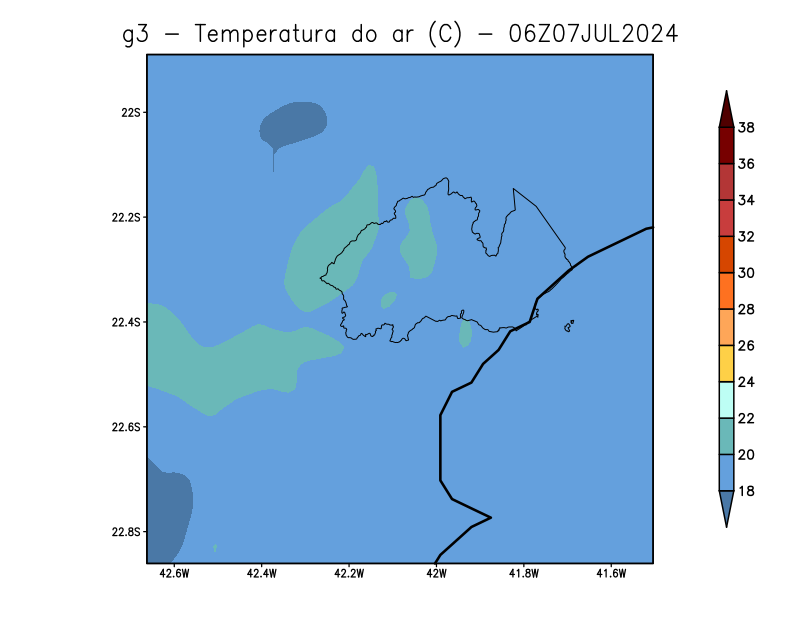 g3 - Temperatura do ar (C) - 06Z07JUL2024
22S
22.2S
22.4S
22.6S
22.8S
42.6W
42.4W
42.2W
42W
41.8W
41.6W
38
36
34
32
30
28
26
24
22
20
18